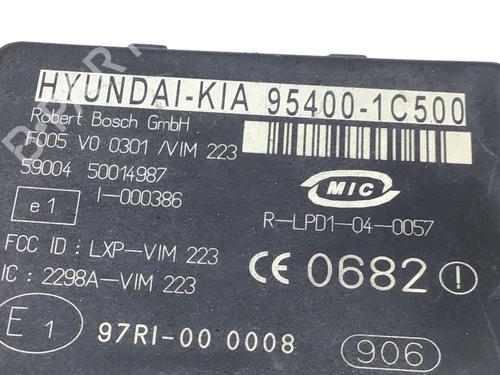 HYUNDAI-KIA 95400-1C500
Robert Bosch GmbH
F005 V0 0301 /VIM 223
59004 50014987
I-000386
e1
MIC
R-LPD1-04-0057
FCC ID : LXP-VIM 223
IC : 2298A-VIM 223
CE 0682 !
E1
97RI-00 0008
906